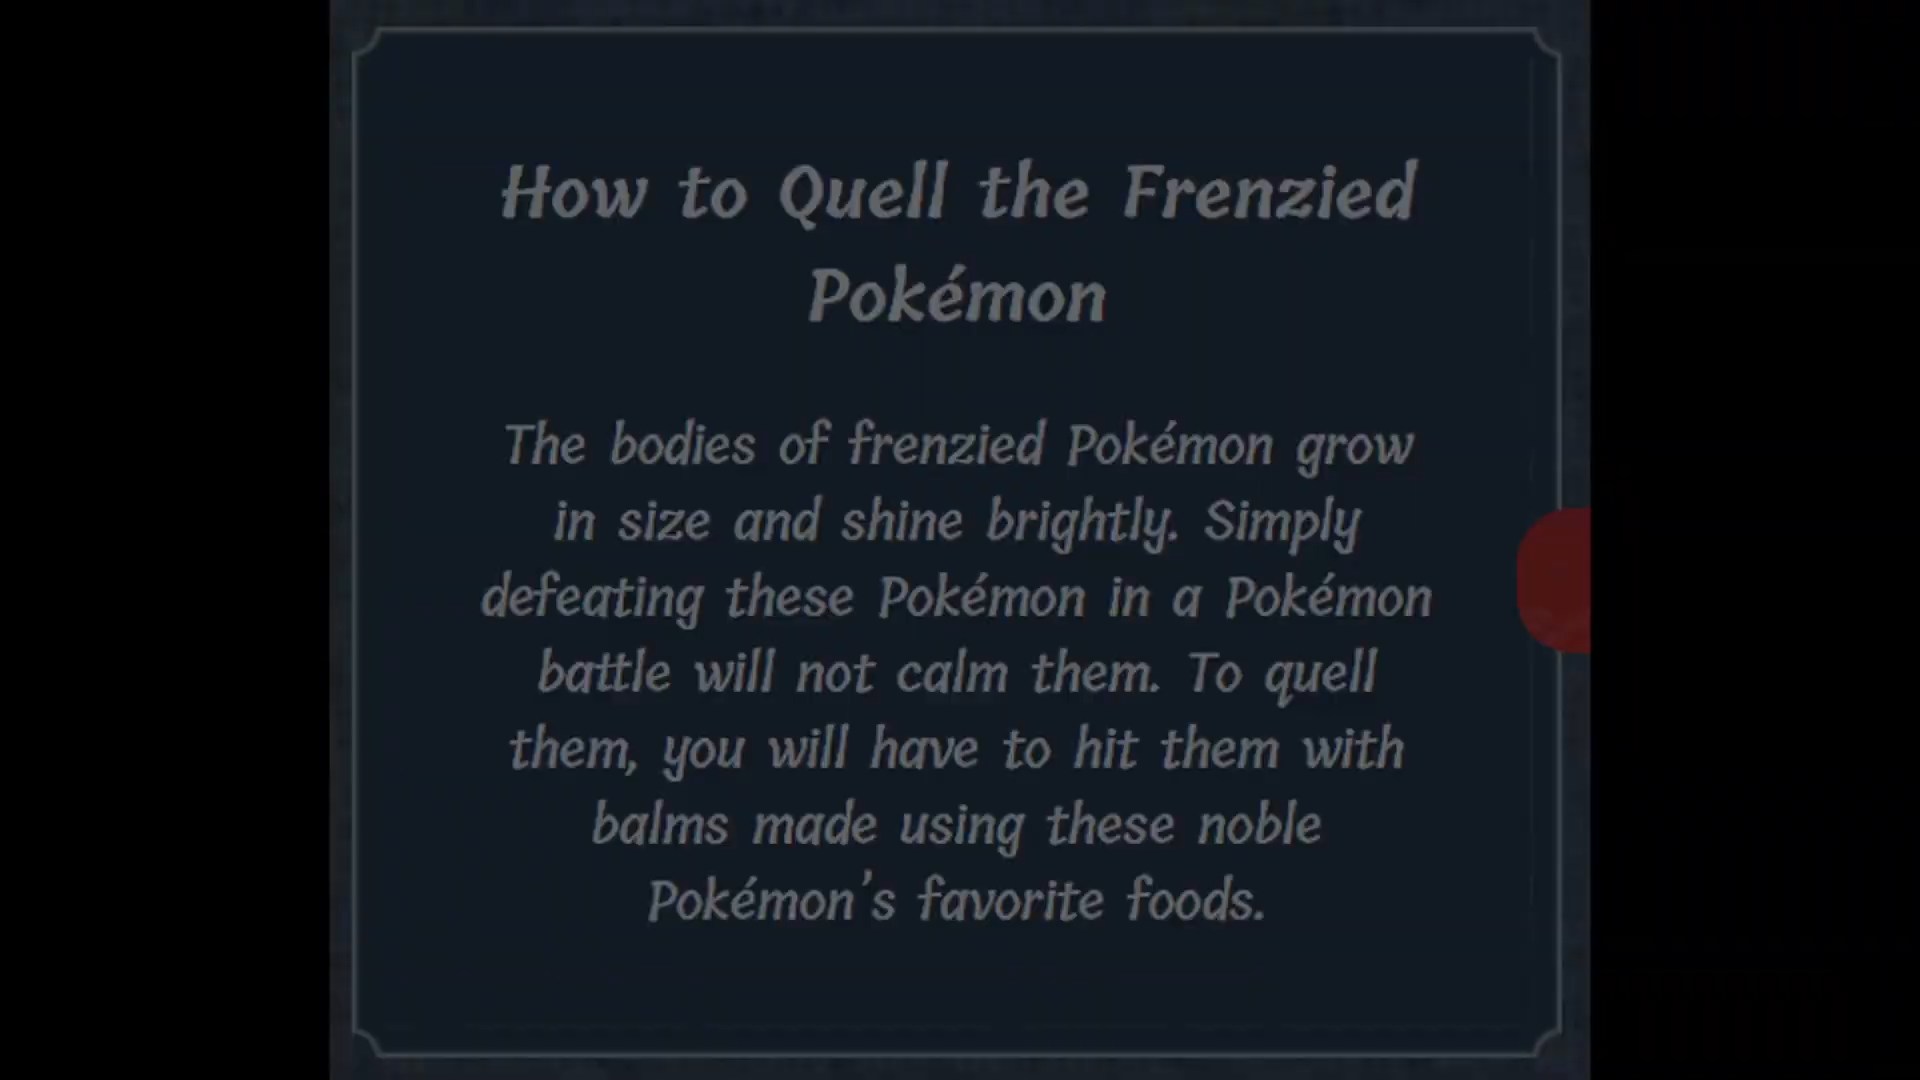 How to Quell the Frenzied
Pokémon
The bodies of frenzied Pokémon grow
in size and shine brightly. Simply
defeating these Pokémon in a Pokémon
battle will not calm them. To quell
them, you will have to hit them with
balms made using these noble
Pokémon’s favorite foods.